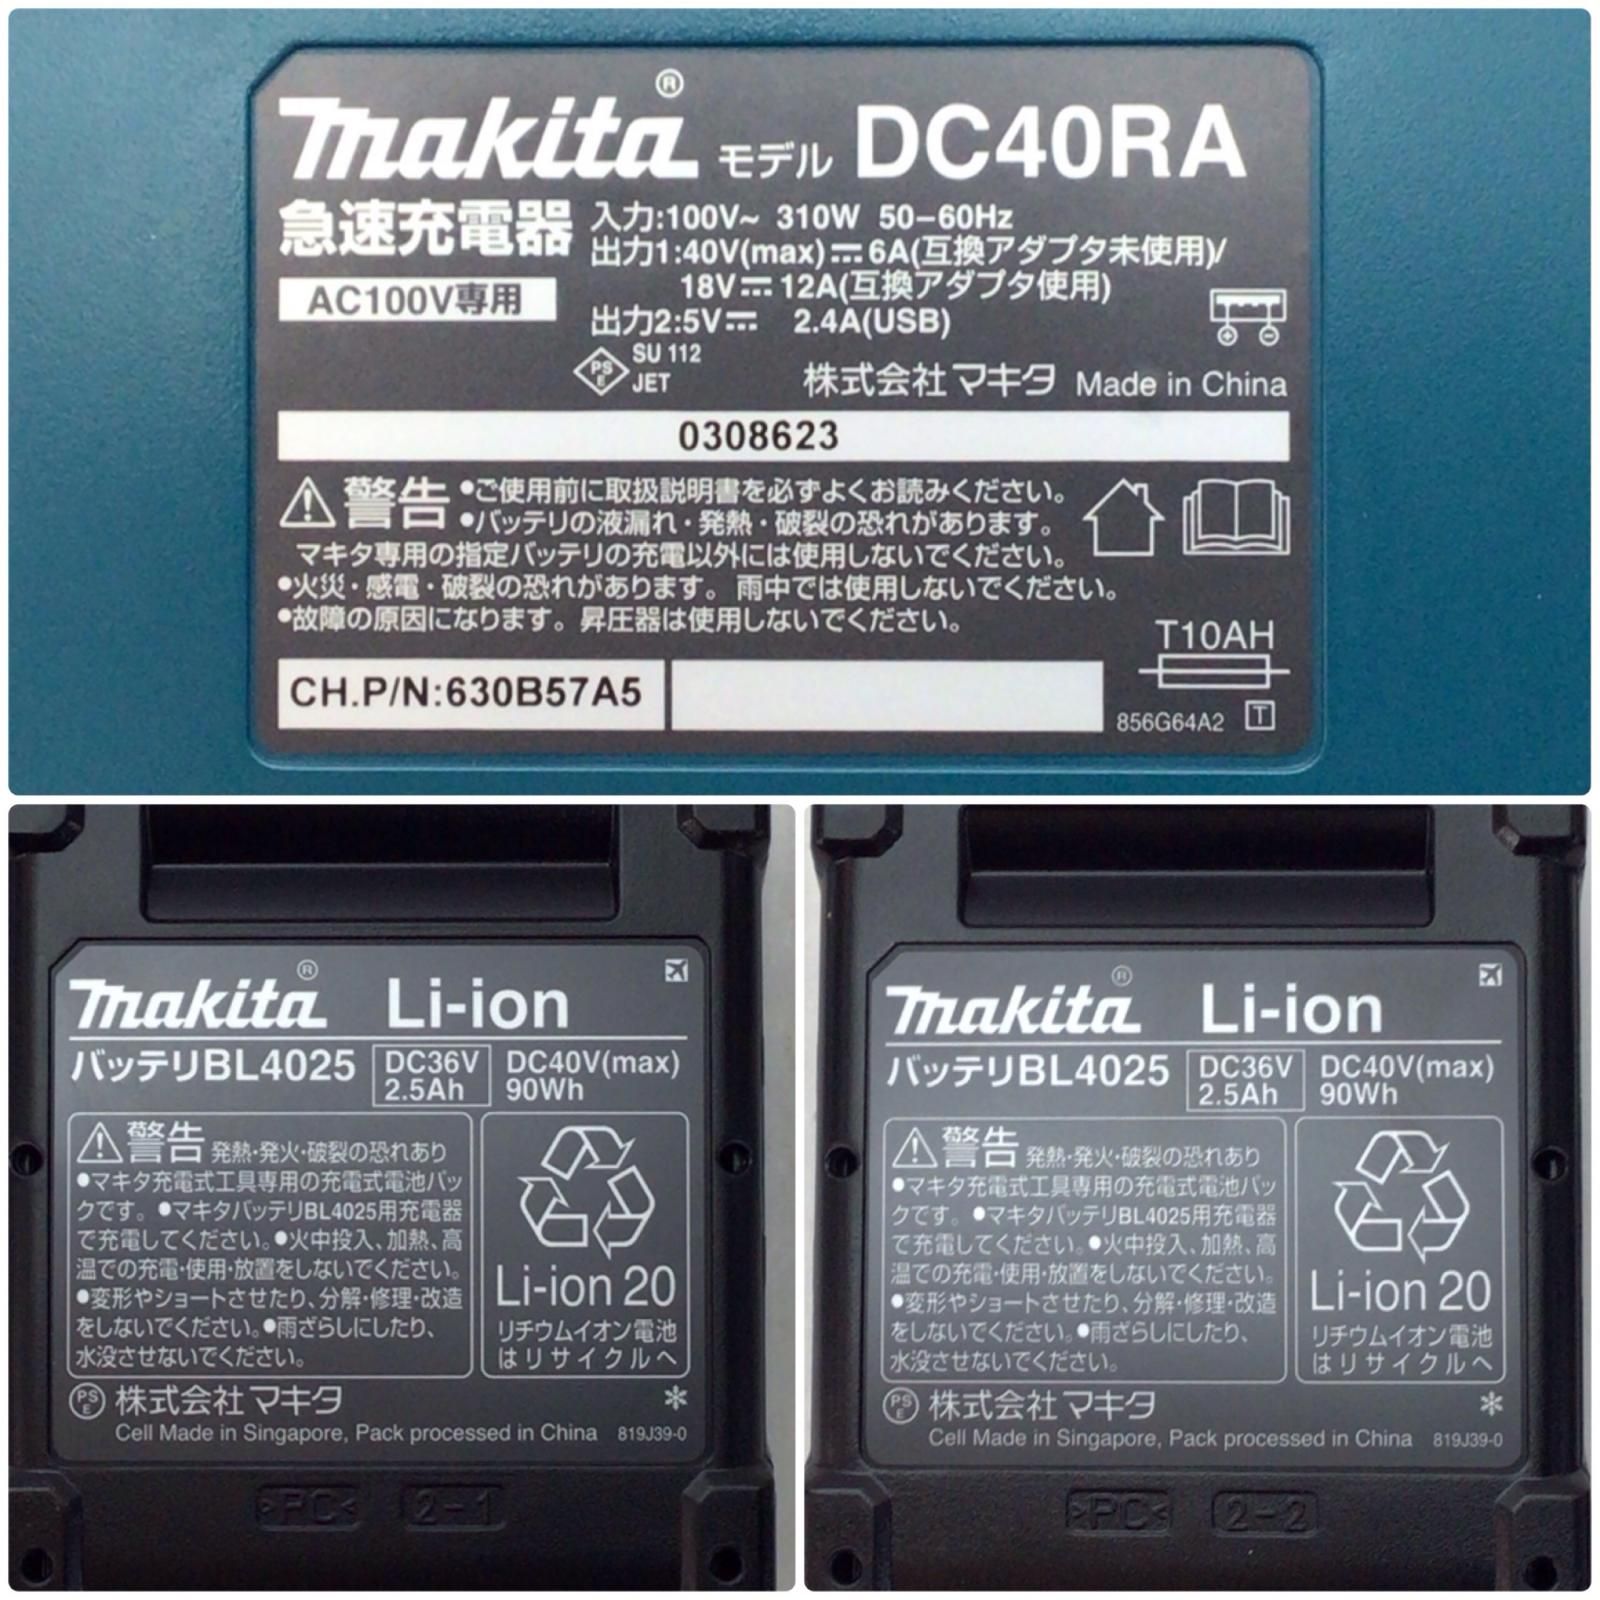 makita® モデル DC40RA
急速充電器
AC100V専用
入力:100V~ 310W 50−60Hz
出力1:40V(max)⎓6A(互換アダプタ未使用)/
18V⎓12A(互換アダプタ使用)
出力2:5V⎓ 2.4A(USB)
PSE SU 112
JET
株式会社マキタ Made in China
0308623
警告 •ご使用前に取扱説明書を必ずよくお読みください。
•バッテリの液漏れ・発熱・破裂の恐れがあります。
マキタ専用の指定バッテリの充電以外には使用しないでください。
•火災・感電・破裂の恐れがあります。雨中では使用しないでください。
•故障の原因になります。昇圧器は使用しないでください。
T10AH
CH.P/N:630B57A5
856G64A2 T
makita® Li-ion
バッテリBL4025 DC36V DC40V(max)
2.5Ah 90Wh
警告 発熱・発火・破裂の恐れあり
●マキタ充電式工具専用の充電式電池パッ
クです。●マキタバッテリBL4025用充電器
で充電してください。●火中投入、加熱、高
温での充電・使用・放置をしないでください。
●変形やショートさせたり、分解・修理・改造
をしないでください。●雨ざらしにしたり、
水没させないでください。
Li-ion 20
リチウムイオン電池
はリサイクルへ
PSE 株式会社マキタ *
Cell Made in Singapore, Pack processed in China 819J39-0
>PC< 2-1
makita® Li-ion
バッテリBL4025 DC36V DC40V(max)
2.5Ah 90Wh
警告 発熱・発火・破裂の恐れあり
●マキタ充電式工具専用の充電式電池パッ
クです。●マキタバッテリBL4025用充電器
で充電してください。●火中投入、加熱、高
温での充電・使用・放置をしないでください。
●変形やショートさせたり、分解・修理・改造
をしないでください。●雨ざらしにしたり、
水没させないでください。
Li-ion 20
リチウムイオン電池
はリサイクルへ
PSE 株式会社マキタ *
Cell Made in Singapore, Pack processed in China 819J39-0
>PC< 2-2